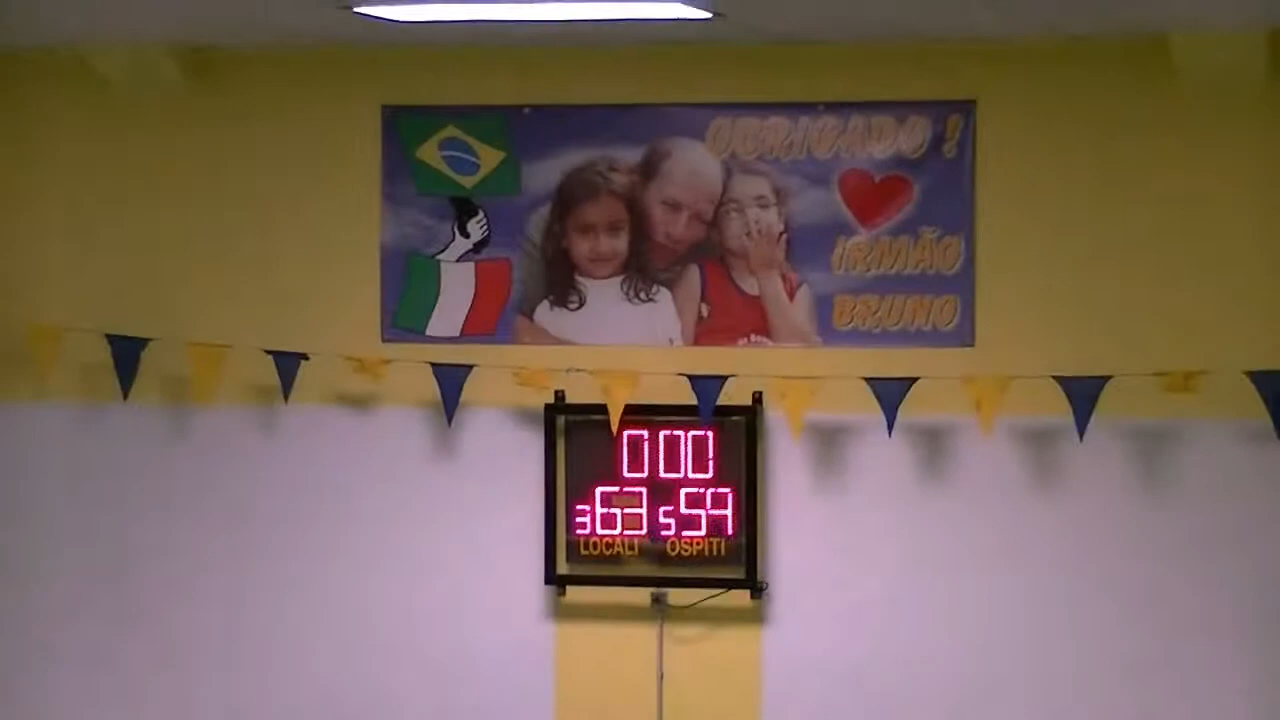 OBRIGADO !
IRMÃO
BRUNO
0 00
3 63 5 59
LOCALI OSPITI